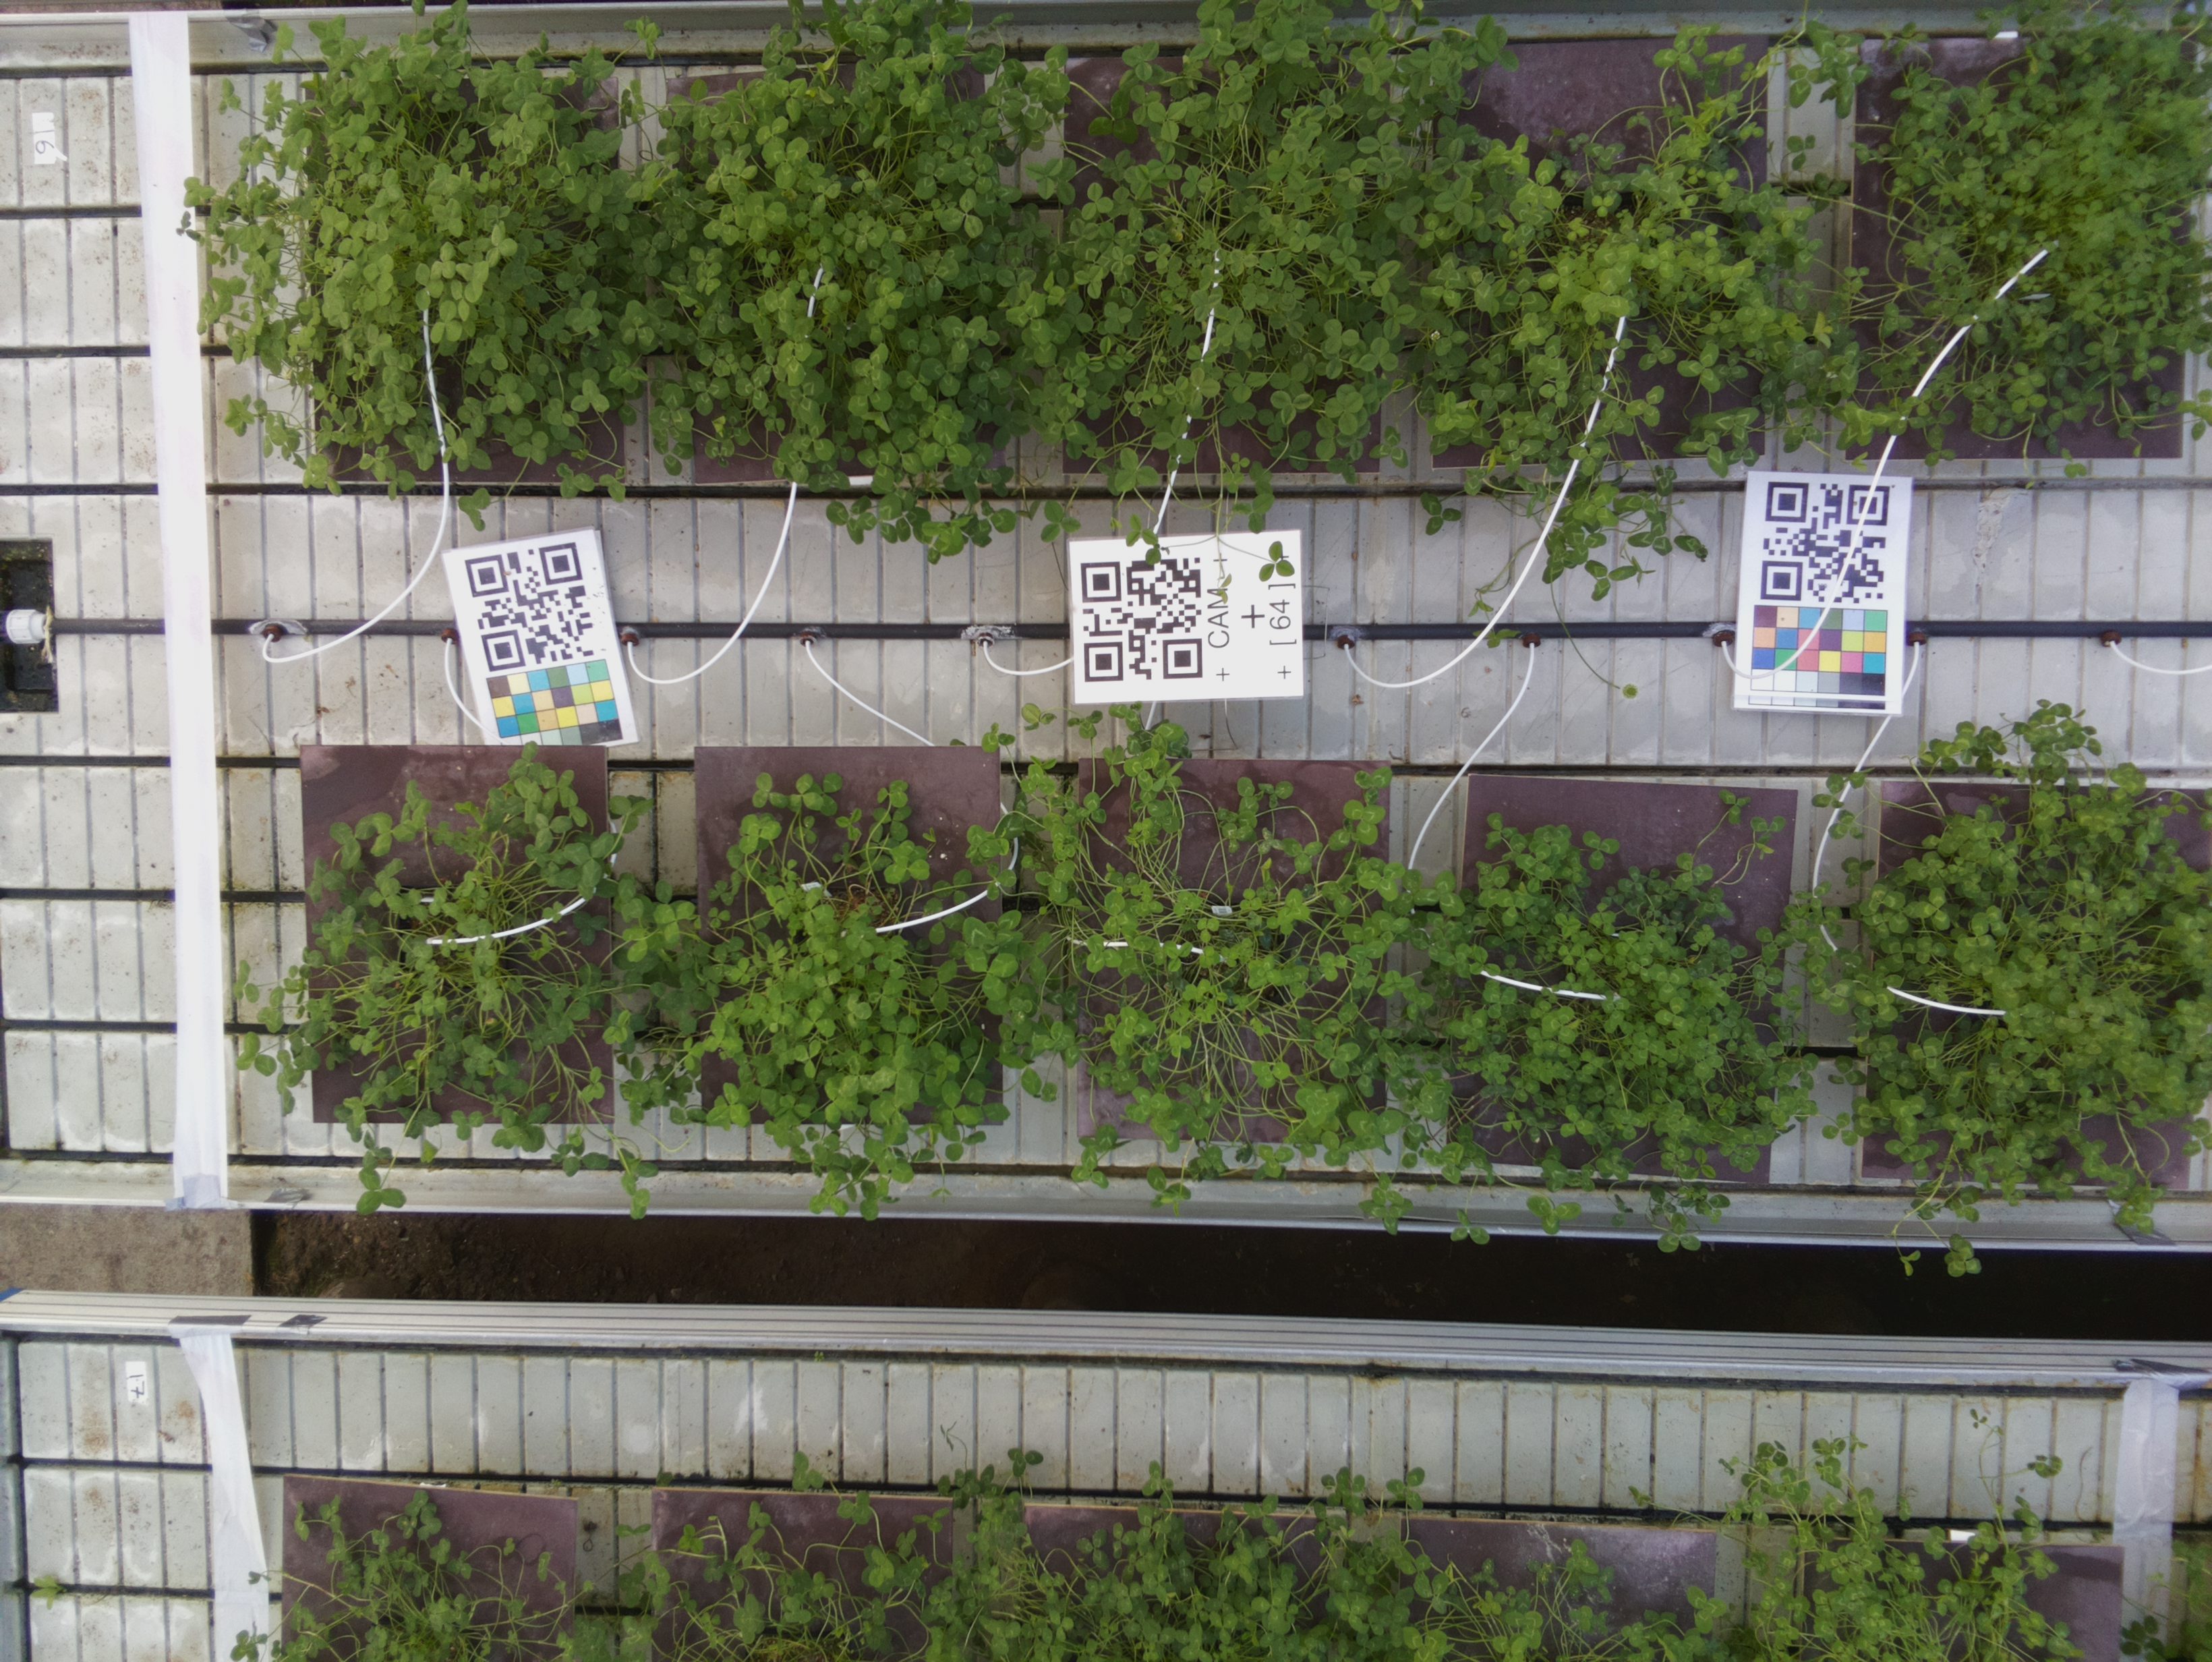 16
+ CAM +
+
+ [ 64 ] +
17